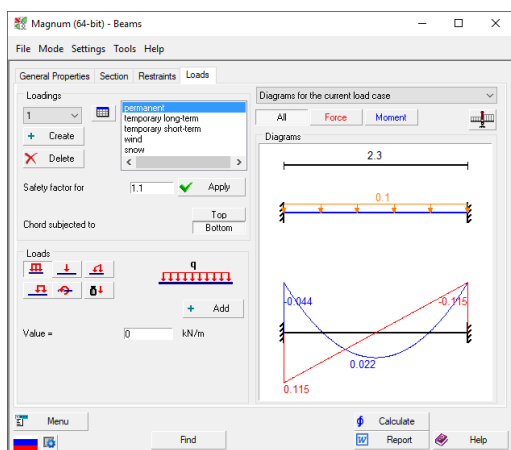 Magnum (64-bit) - Beams
File Mode Settings Tools Help
General Properties Section Restraints Loads
Loadings
1
Create
Delete
permanent
temporary long-term
temporary short-term
wind
snow
Safety factor for 1.1 Apply
Chord subjected to
Top
Bottom
Loads
q
Add
Value = 0 kN/m
Diagrams for the current load case
All Force Moment
Diagrams
2.3
0.1
-0.044 -0.115
0.022
0.115
Menu
Find
Calculate
Report
Help